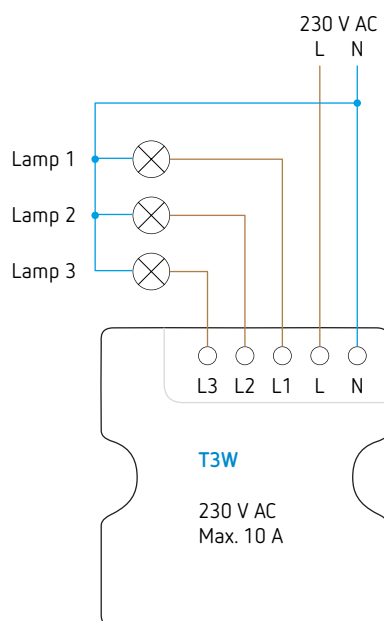 230 V AC
L N
Lamp 1
Lamp 2
Lamp 3
L3 L2 L1 L N
T3W
230 V AC
Max. 10 A